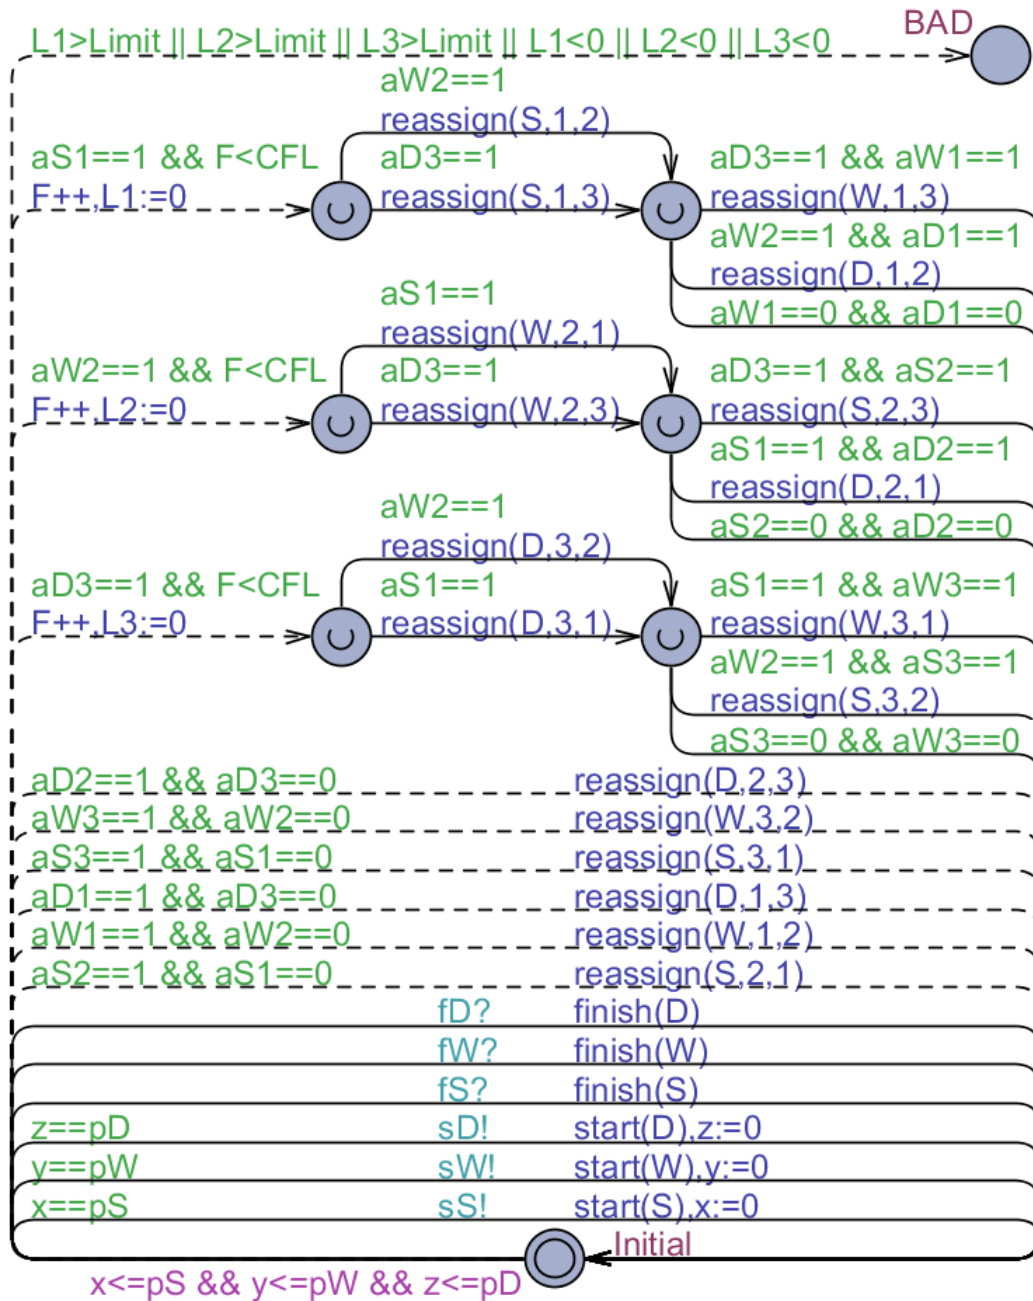 BAD
L1>Limit || L2>Limit || L3>Limit || L1<0 || L2<0 || L3<0
aW2==1
reassign(S,1,2)
aS1==1 && F<CFL
aD3==1
aD3==1 && aW1==1
F++,L1:=0
reassign(S,1,3)
reassign(W,1,3)
aW2==1 && aD1==1
reassign(D,1,2)
aS1==1
aW1==0 && aD1==0
reassign(W,2,1)
aW2==1 && F<CFL
aD3==1
aD3==1 && aS2==1
F++,L2:=0
reassign(W,2,3)
reassign(S,2,3)
aS1==1 && aD2==1
reassign(D,2,1)
aW2==1
aS2==0 && aD2==0
reassign(D,3,2)
aD3==1 && F<CFL
aS1==1
aS1==1 && aW3==1
F++,L3:=0
reassign(D,3,1)
reassign(W,3,1)
aW2==1 && aS3==1
reassign(S,3,2)
aS3==0 && aW3==0
aD2==1 && aD3==0 reassign(D,2,3)
aW3==1 && aW2==0 reassign(W,3,2)
aS3==1 && aS1==0 reassign(S,3,1)
aD1==1 && aD3==0 reassign(D,1,3)
aW1==1 && aW2==0 reassign(W,1,2)
aS2==1 && aS1==0 reassign(S,2,1)
fD? finish(D)
fW? finish(W)
fS? finish(S)
z==pD sD! start(D),z:=0
y==pW sW! start(W),y:=0
x==pS sS! start(S),x:=0
Initial
x<=pS && y<=pW && z<=pD